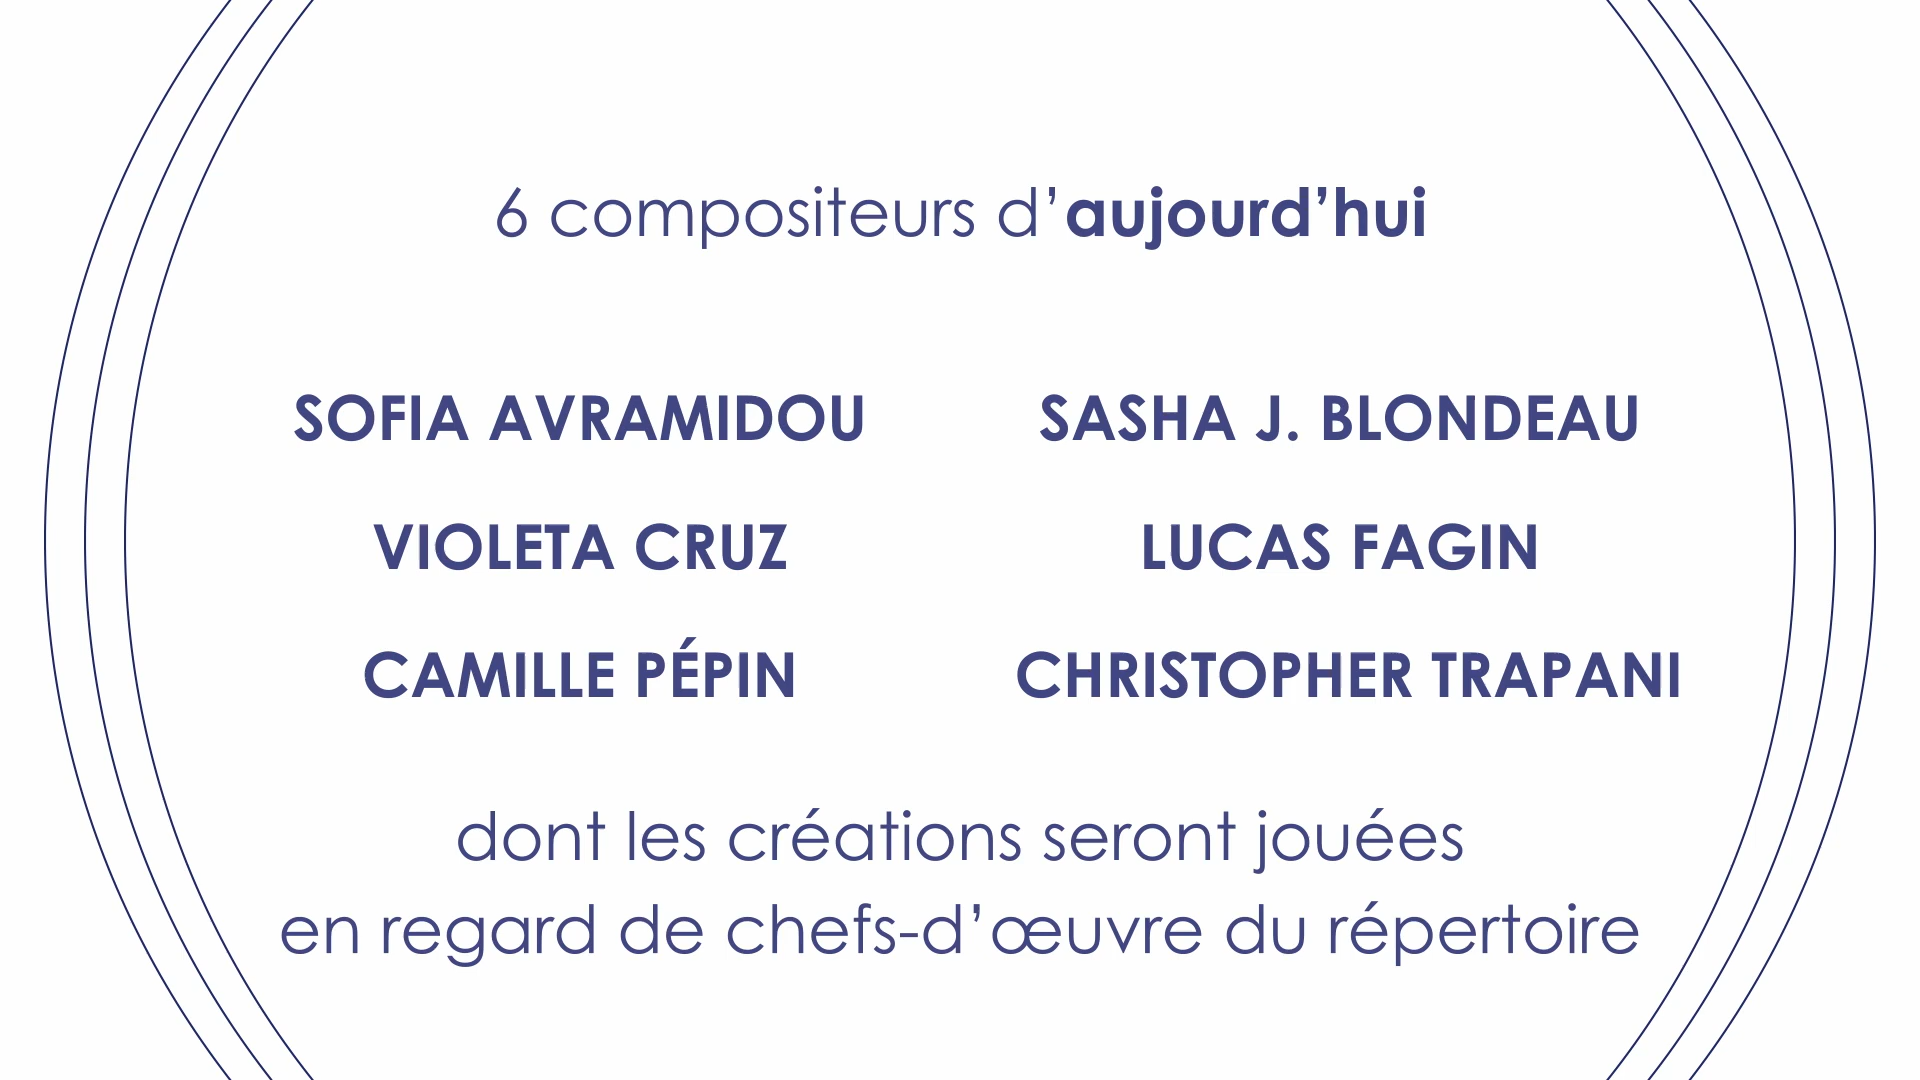 6 compositeurs d’aujourd’hui
SOFIA AVRAMIDOU
SASHA J. BLONDEAU
VIOLETA CRUZ
LUCAS FAGIN
CAMILLE PÉPIN
CHRISTOPHER TRAPANI
dont les créations seront jouées
en regard de chefs-d’œuvre du répertoire